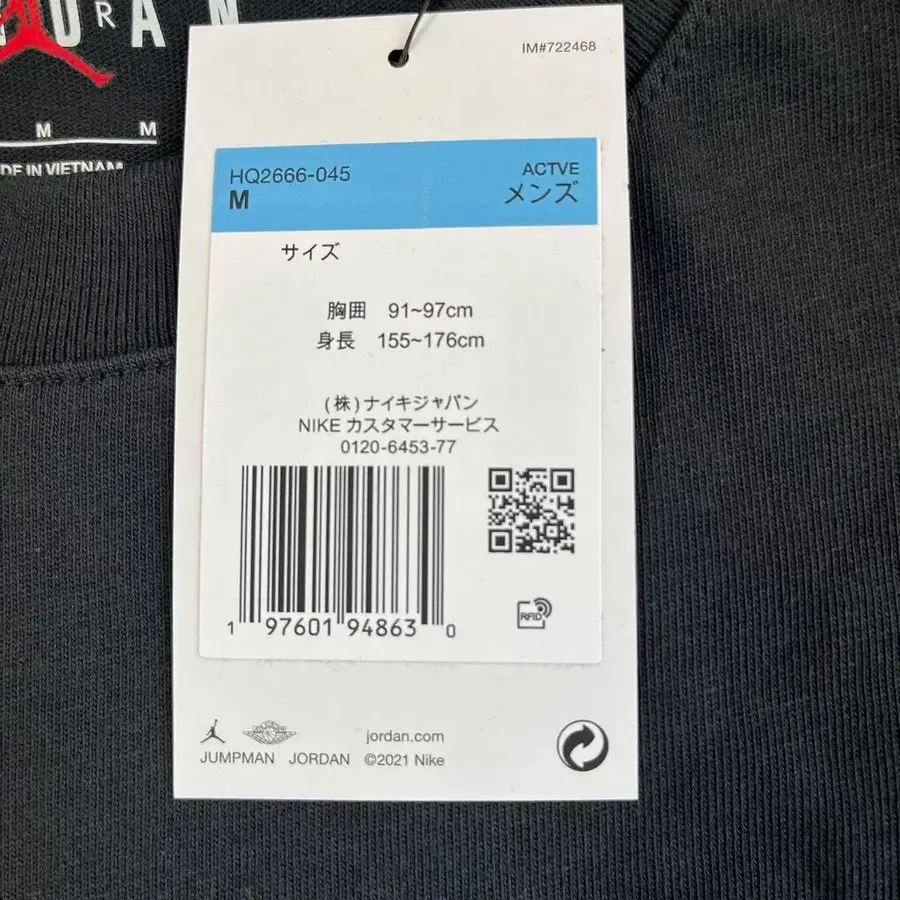 M M
MADE IN VIETNAM
IM#722468
HQ2666-045
M
ACTVE
メンズ
サイズ
胸囲 91~97cm
身長 155~176cm
(株)ナイキジャパン
NIKE カスタマーサービス
0120-6453-77
1 97601 94863 0
RFID
jordan.com
JUMPMAN JORDAN ©2021 Nike